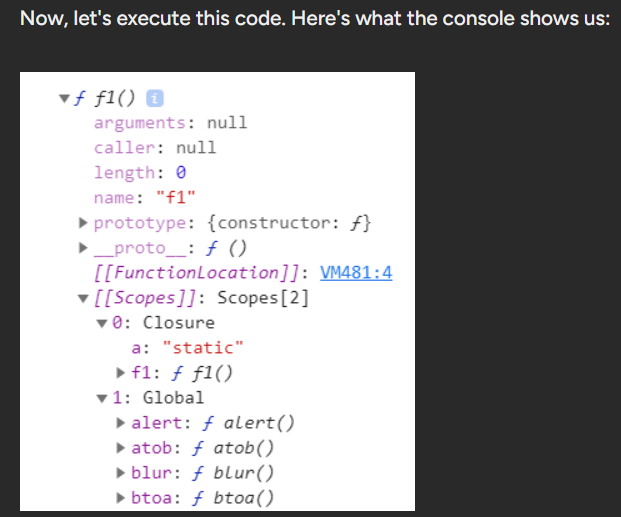 Now, let's execute this code. Here's what the console shows us:
▼ƒ f1() i
arguments: null
caller: null
length: 0
name: "f1"
▶prototype: {constructor: ƒ}
▶__proto__: ƒ ()
[[FunctionLocation]]: VM481:4
▼[[Scopes]]: Scopes[2]
▼0: Closure
a: "static"
▶f1: ƒ f1()
▼1: Global
▶alert: ƒ alert()
▶atob: ƒ atob()
▶blur: ƒ blur()
▶btoa: ƒ btoa()